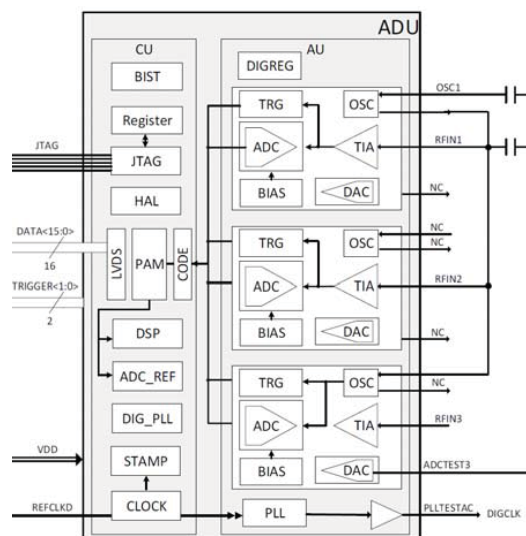 ADU
CU
AU
BIST
DIGREG
Register
TRG
OSC
OSC1
ADC
TIA
RFIN1
JTAG
JTAG
BIAS
DAC
NC
HAL
DATA<15:0>
16
LVDS
PAM
CODE
TRG
OSC
NC
NC
ADC
TIA
RFIN2
TRIGGER<1:0>
2
BIAS
DAC
NC
DSP
ADC_REF
TRG
OSC
NC
DIG_PLL
ADC
TIA
RFIN3
VDD
STAMP
BIAS
DAC
ADCTEST3
REFCLKD
CLOCK
PLL
PLLTESTAC
DIGCLK